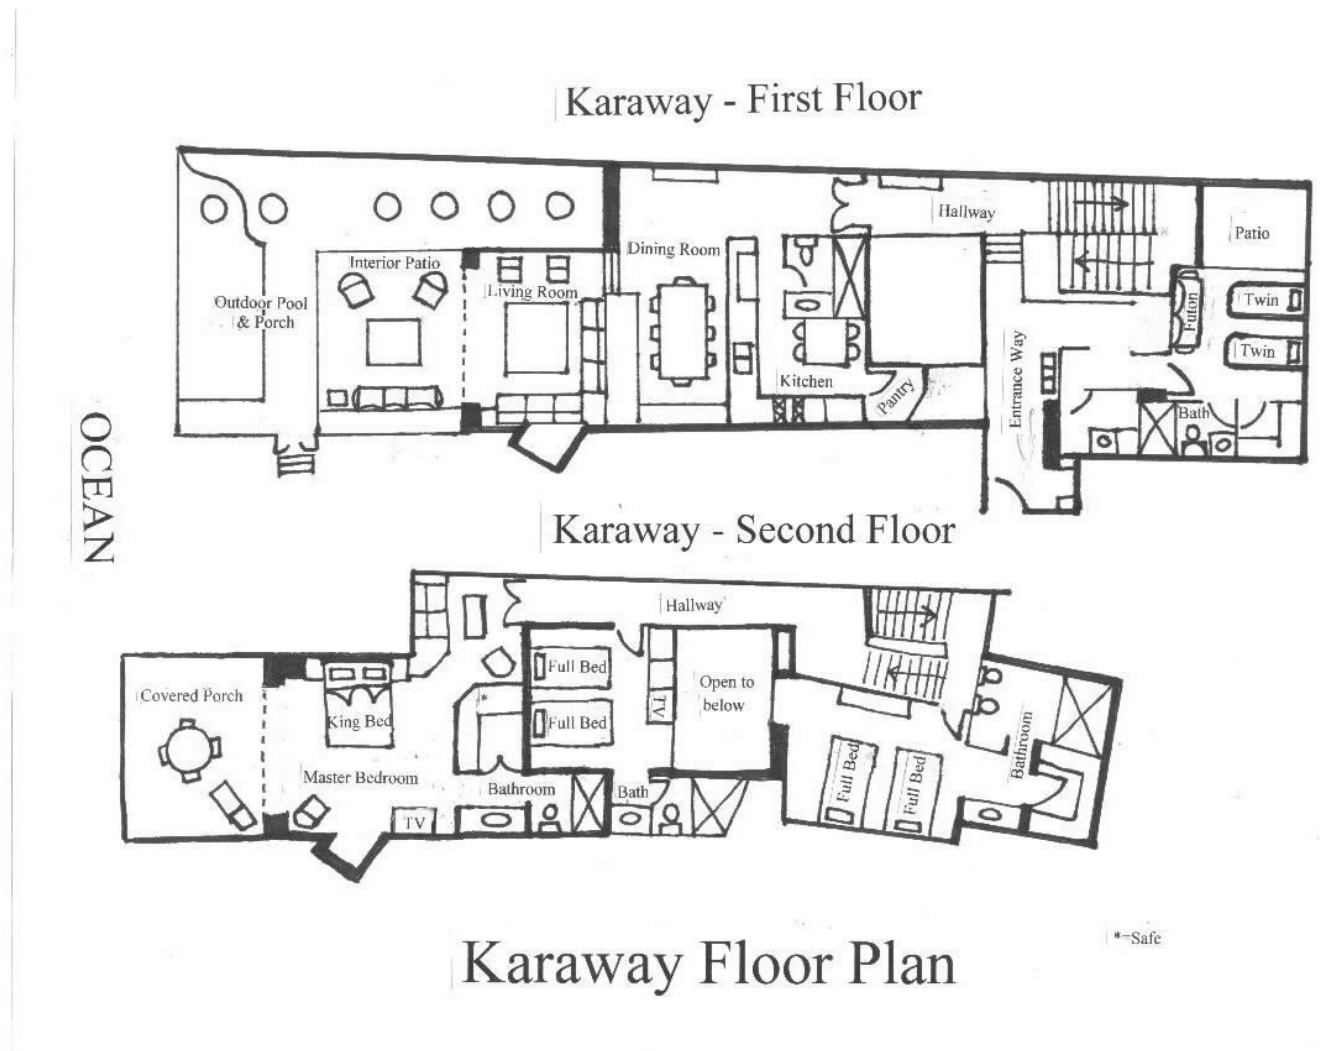 Karaway - First Floor
Hallway
Patio
Dining Room
Interior Patio
Living Room
Outdoor Pool
& Porch
Futon
Twin
Twin
Kitchen
Pantry
Entrance Way
Bath
OCEAN
Karaway - Second Floor
Hallway
Covered Porch
King Bed
*
Full Bed
Full Bed
TV
Open to
below
Master Bedroom
Bathroom
Bath
TV
Full Bed
Full Bed
Bathroom
*=Safe
Karaway Floor Plan